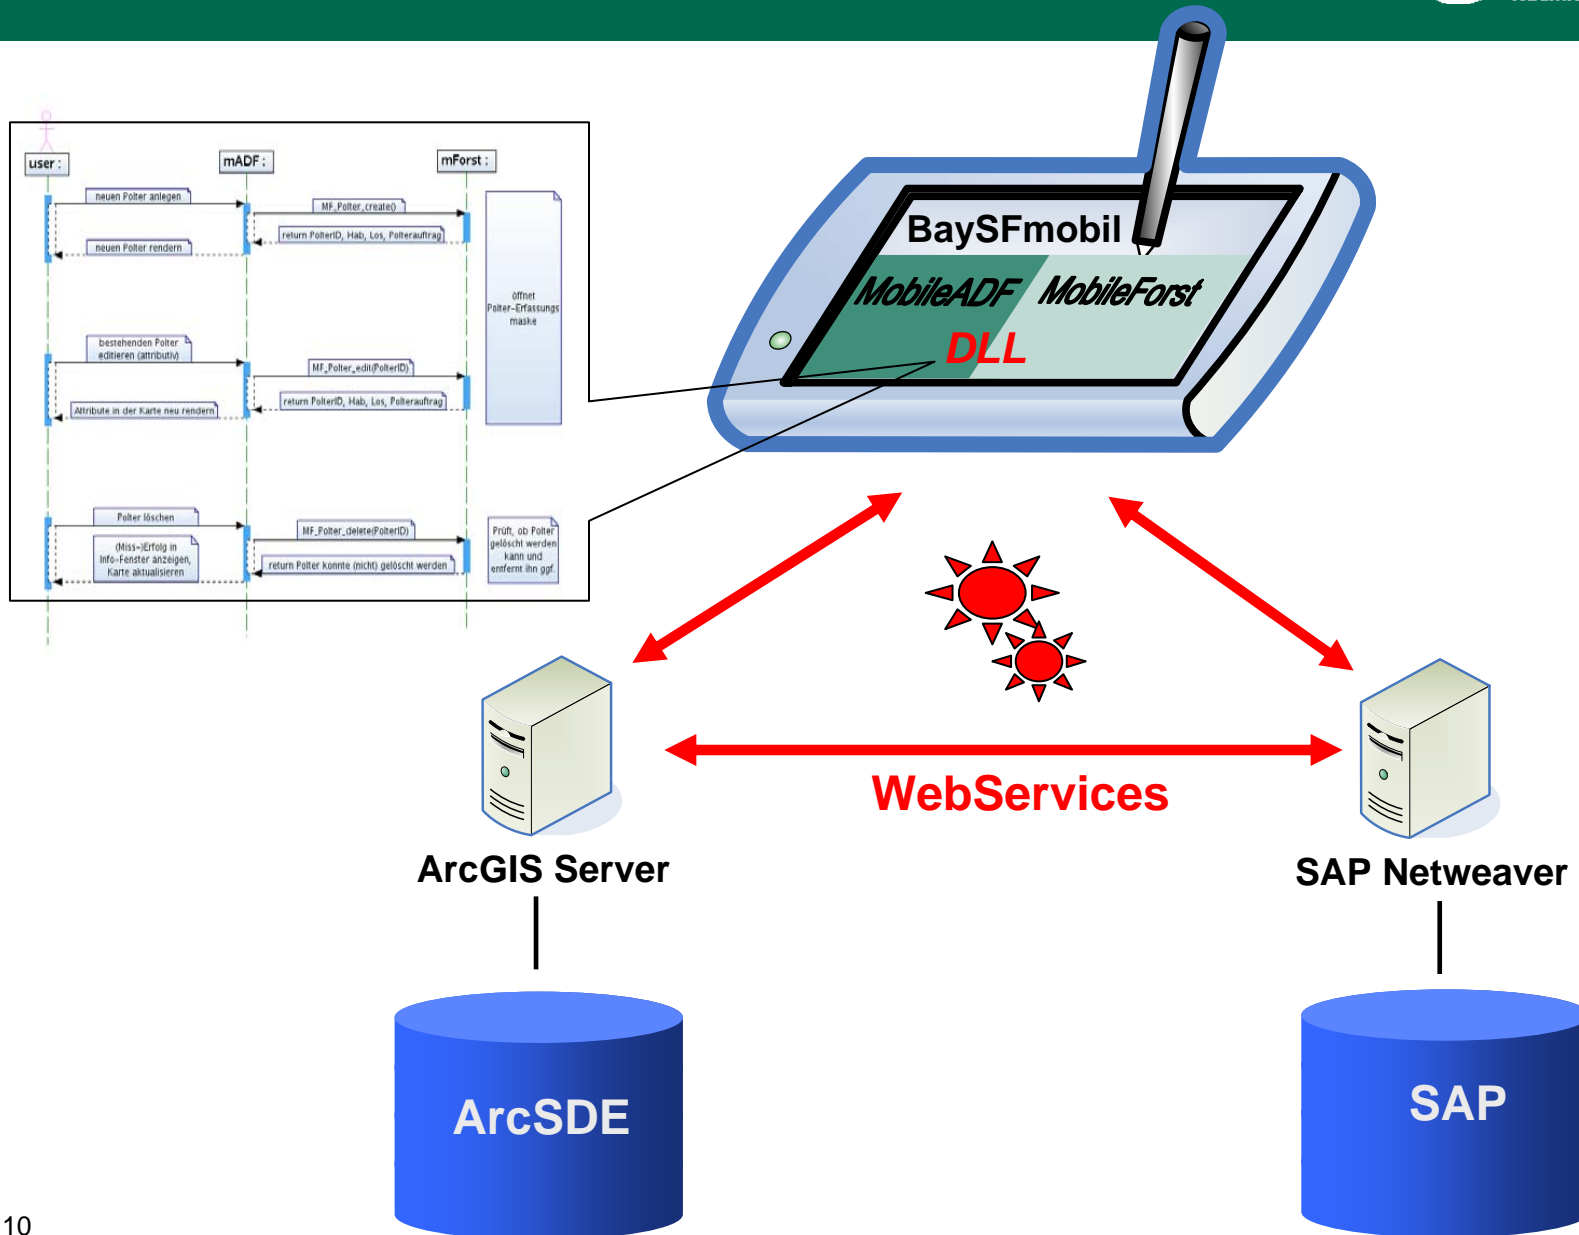 user :
mADF :
mForst :
neuen Polter anlegen
MF_Polter_create()
return PolterID, Hab, Los, Polterauftrag
neuen Polter rendern
öffnet
Polter-Erfassungs
maske
bestehenden Polter
editieren (attributiv)
MF_Polter_edit(PolterID)
return PolterID, Hab, Los, Polterauftrag
Attribute in der Karte neu rendern
Polter löschen
MF_Polter_delete(PolterID)
(Miss-)Erfolg in
Info-Fenster anzeigen,
Karte aktualisieren
return Polter konnte (nicht) gelöscht werden
Prüft, ob Polter
gelöscht werden
kann und
entfernt ihn ggf.
BaySFmobil
MobileADF MobileForst
DLL
WebServices
ArcGIS Server
SAP Netweaver
ArcSDE
SAP
10